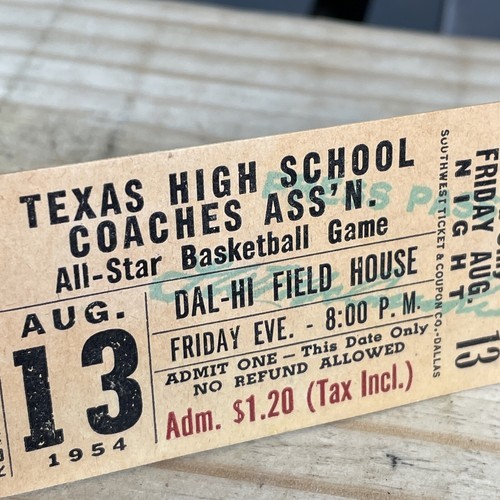 TEXAS HIGH SCHOOL
COACHES ASS'N.
All-Star Basketball Game
AUG.
13
1954
DAL-HI FIELD HOUSE
FRIDAY EVE. - 8:00 P. M.
ADMIT ONE — This Date Only
NO REFUND ALLOWED
Adm. $1.20 (Tax Incl.)
SOUTHWEST TICKET & COUPON CO., DALLAS
FRIDAY
NIGHT
AUG.
13